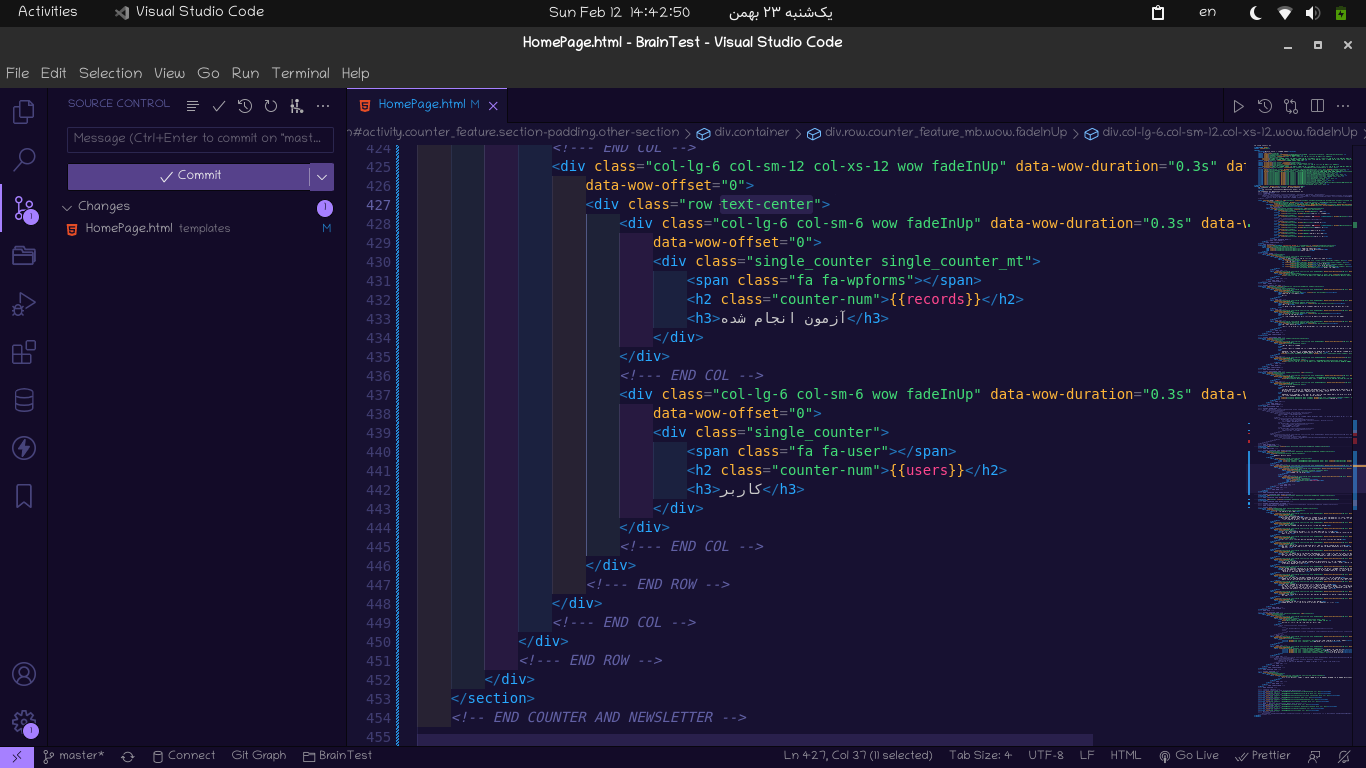 Activities
Visual Studio Code
Sun Feb 12 14:42:50
یک‌شنبه ۲۳ بهمن
en
HomePage.html - BrainTest - Visual Studio Code
File Edit Selection View Go Run Terminal Help
SOURCE CONTROL
Message (Ctrl+Enter to commit on "mast...
Commit
Changes
1
HomePage.html templates M
HomePage.html M
n#activity.counter_feature.section-padding.other-section > div.container > div.row.counter_feature_mb.wow.fadeInUp > div.col-lg-6.col-sm-12.col-xs-12.wow.fadeInUp
424 <!--- END COL -->
425 <div class="col-lg-6 col-sm-12 col-xs-12 wow fadeInUp" data-wow-duration="0.3s" dat
426 data-wow-offset="0">
427 <div class="row text-center">
428 <div class="col-lg-6 col-sm-6 wow fadeInUp" data-wow-duration="0.3s" data-w
429 data-wow-offset="0">
430 <div class="single_counter single_counter_mt">
431 <span class="fa fa-wpforms"></span>
432 <h2 class="counter-num">{{records}}</h2>
433 <h3>آزمون انجام شده</h3>
434 </div>
435 </div>
436 <!--- END COL -->
437 <div class="col-lg-6 col-sm-6 wow fadeInUp" data-wow-duration="0.3s" data-w
438 data-wow-offset="0">
439 <div class="single_counter">
440 <span class="fa fa-user"></span>
441 <h2 class="counter-num">{{users}}</h2>
442 <h3>کاربر</h3>
443 </div>
444 </div>
445 <!--- END COL -->
446 </div>
447 <!--- END ROW -->
448 </div>
449 <!--- END COL -->
450 </div>
451 <!--- END ROW -->
452 </div>
453 </section>
454 <!-- END COUNTER AND NEWSLETTER -->
455
1
1
master*
Connect
Git Graph
BrainTest
Ln 427, Col 37 (11 selected)
Tab Size: 4
UTF-8
LF
HTML
Go Live
Prettier